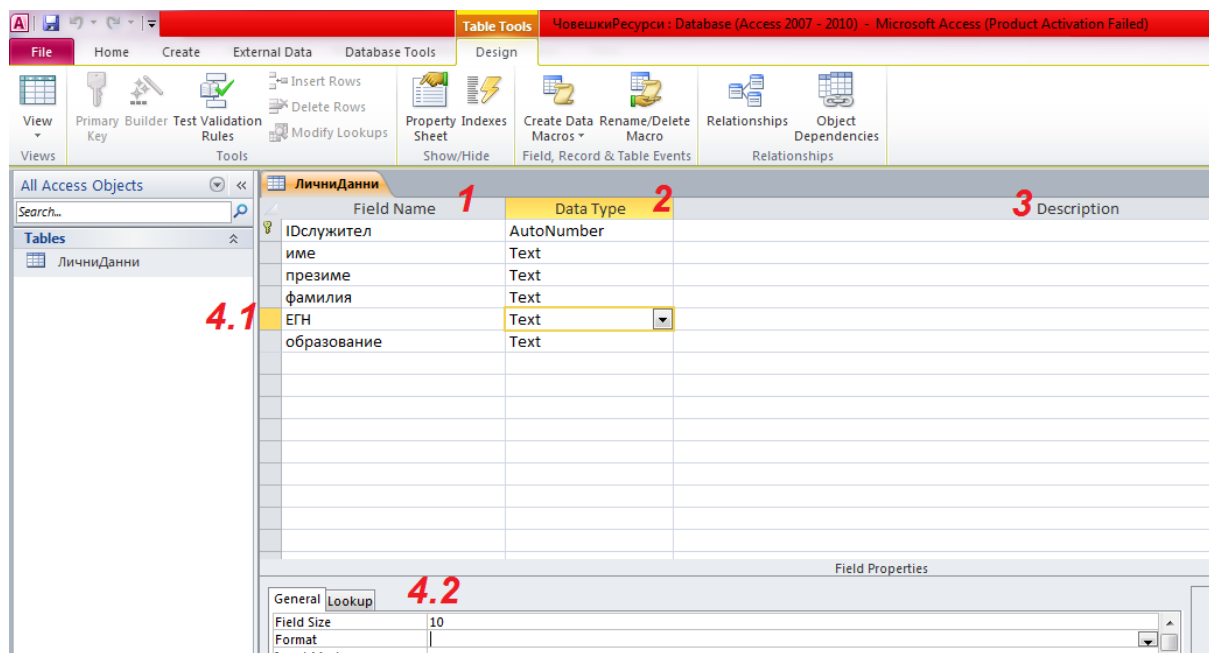 A Table Tools ЧовешкиРесурси : Database (Access 2007 - 2010) - Microsoft Access (Product Activation Failed)
File Home Create External Data Database Tools Design
View
Primary Key
Builder
Test Validation Rules
Insert Rows
Delete Rows
Modify Lookups
Property Sheet
Indexes
Create Data Macros
Rename/Delete Macro
Relationships
Object Dependencies
Views Tools Show/Hide Field, Record & Table Events Relationships
All Access Objects «
Search...
Tables
ЛичниДанни
ЛичниДанни
Field Name 1 Data Type 2 3 Description
IDслужител AutoNumber
име Text
презиме Text
фамилия Text
4.1 ЕГН Text
образование Text
Field Properties
General Lookup 4.2
Field Size 10
Format